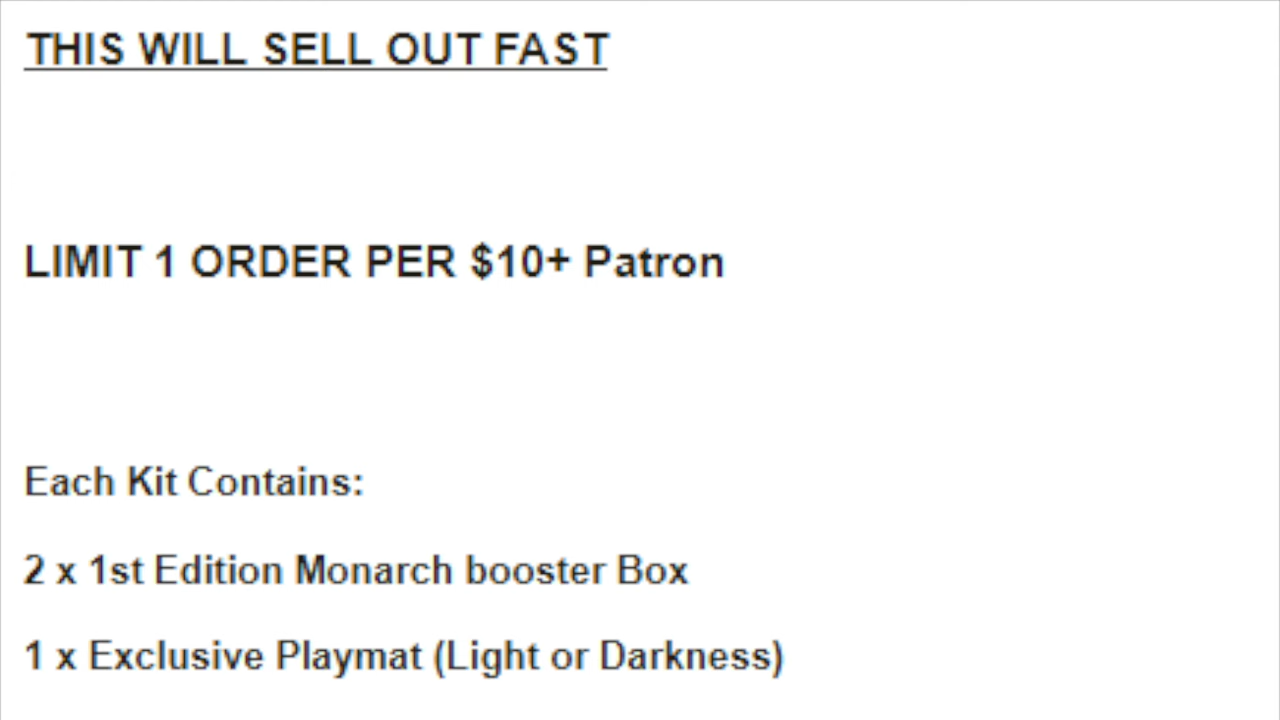 THIS WILL SELL OUT FAST
LIMIT 1 ORDER PER $10+ Patron
Each Kit Contains:
2 x 1st Edition Monarch booster Box
1 x Exclusive Playmat (Light or Darkness)